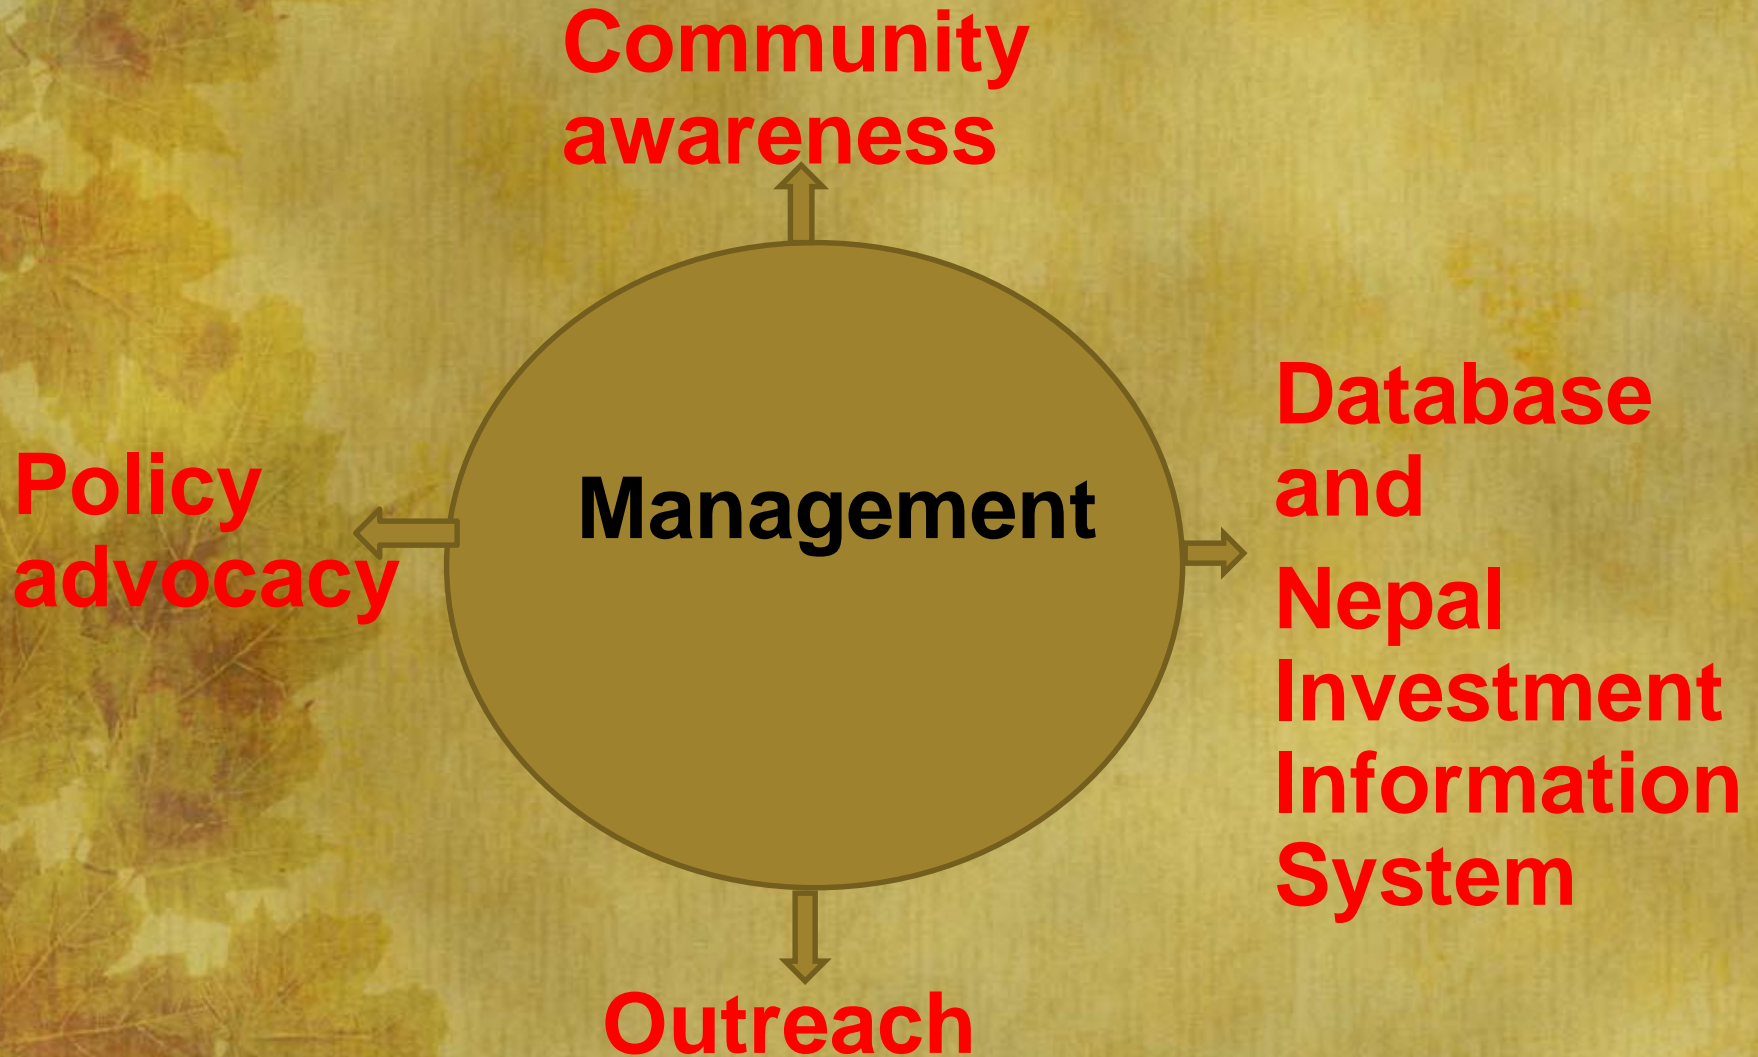 Community
awareness
Policy
advocacy
Management
Database
and
Nepal
Investment
Information
System
Outreach